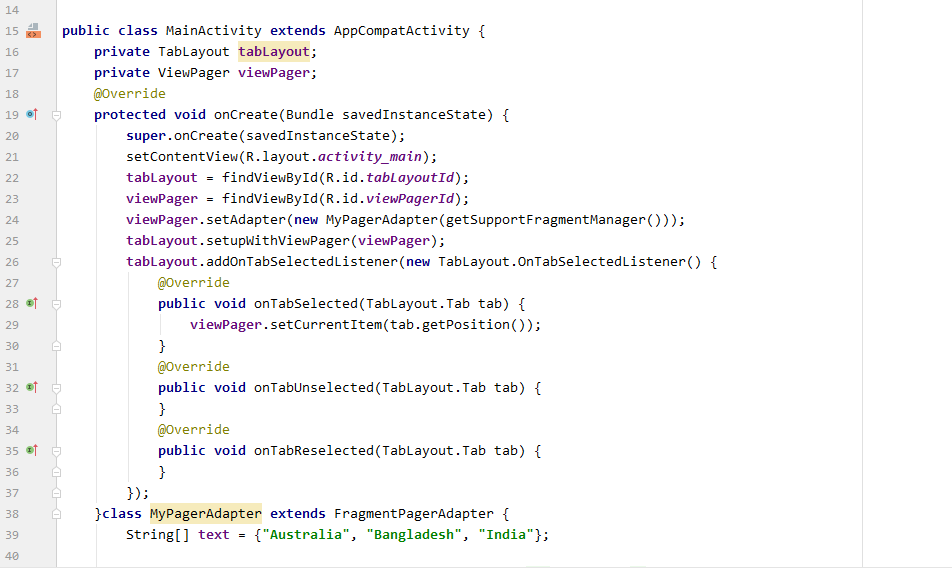 14
15 public class MainActivity extends AppCompatActivity {
16 private TabLayout tabLayout;
17 private ViewPager viewPager;
18 @Override
19 protected void onCreate(Bundle savedInstanceState) {
20 super.onCreate(savedInstanceState);
21 setContentView(R.layout.activity_main);
22 tabLayout = findViewById(R.id.tabLayoutId);
23 viewPager = findViewById(R.id.viewPagerId);
24 viewPager.setAdapter(new MyPagerAdapter(getSupportFragmentManager()));
25 tabLayout.setupWithViewPager(viewPager);
26 tabLayout.addOnTabSelectedListener(new TabLayout.OnTabSelectedListener() {
27 @Override
28 public void onTabSelected(TabLayout.Tab tab) {
29 viewPager.setCurrentItem(tab.getPosition());
30 }
31 @Override
32 public void onTabUnselected(TabLayout.Tab tab) {
33 }
34 @Override
35 public void onTabReselected(TabLayout.Tab tab) {
36 }
37 });
38 }class MyPagerAdapter extends FragmentPagerAdapter {
39 String[] text = {"Australia", "Bangladesh", "India"};
40